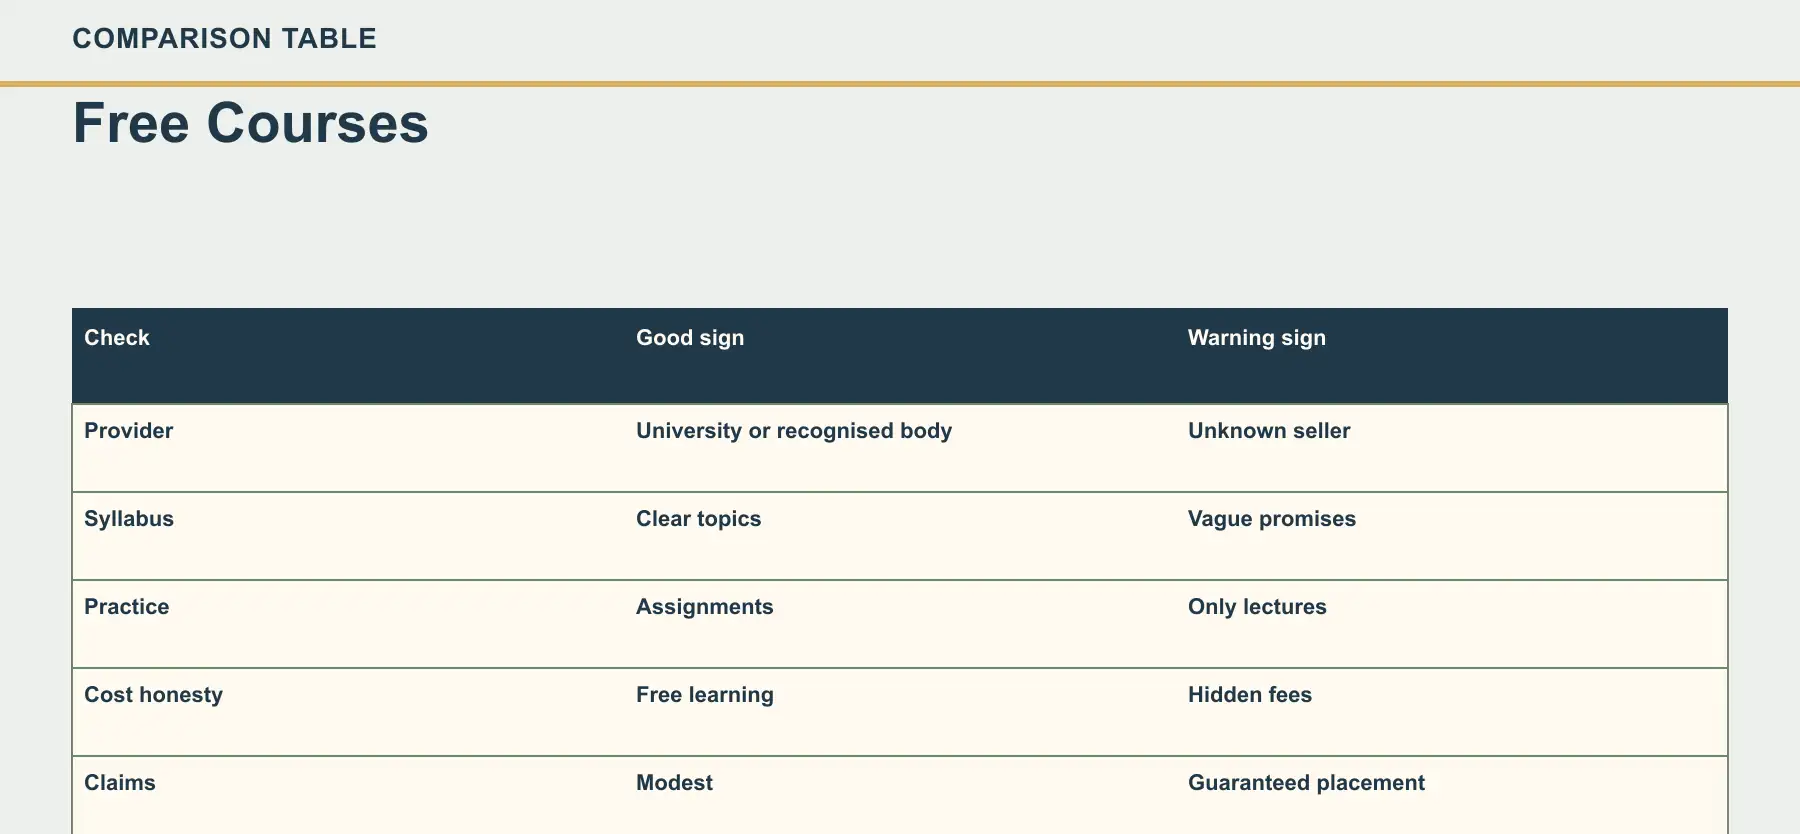 COMPARISON TABLE
Free Courses
Check Good sign Warning sign
Provider University or recognised body Unknown seller
Syllabus Clear topics Vague promises
Practice Assignments Only lectures
Cost honesty Free learning Hidden fees
Claims Modest Guaranteed placement